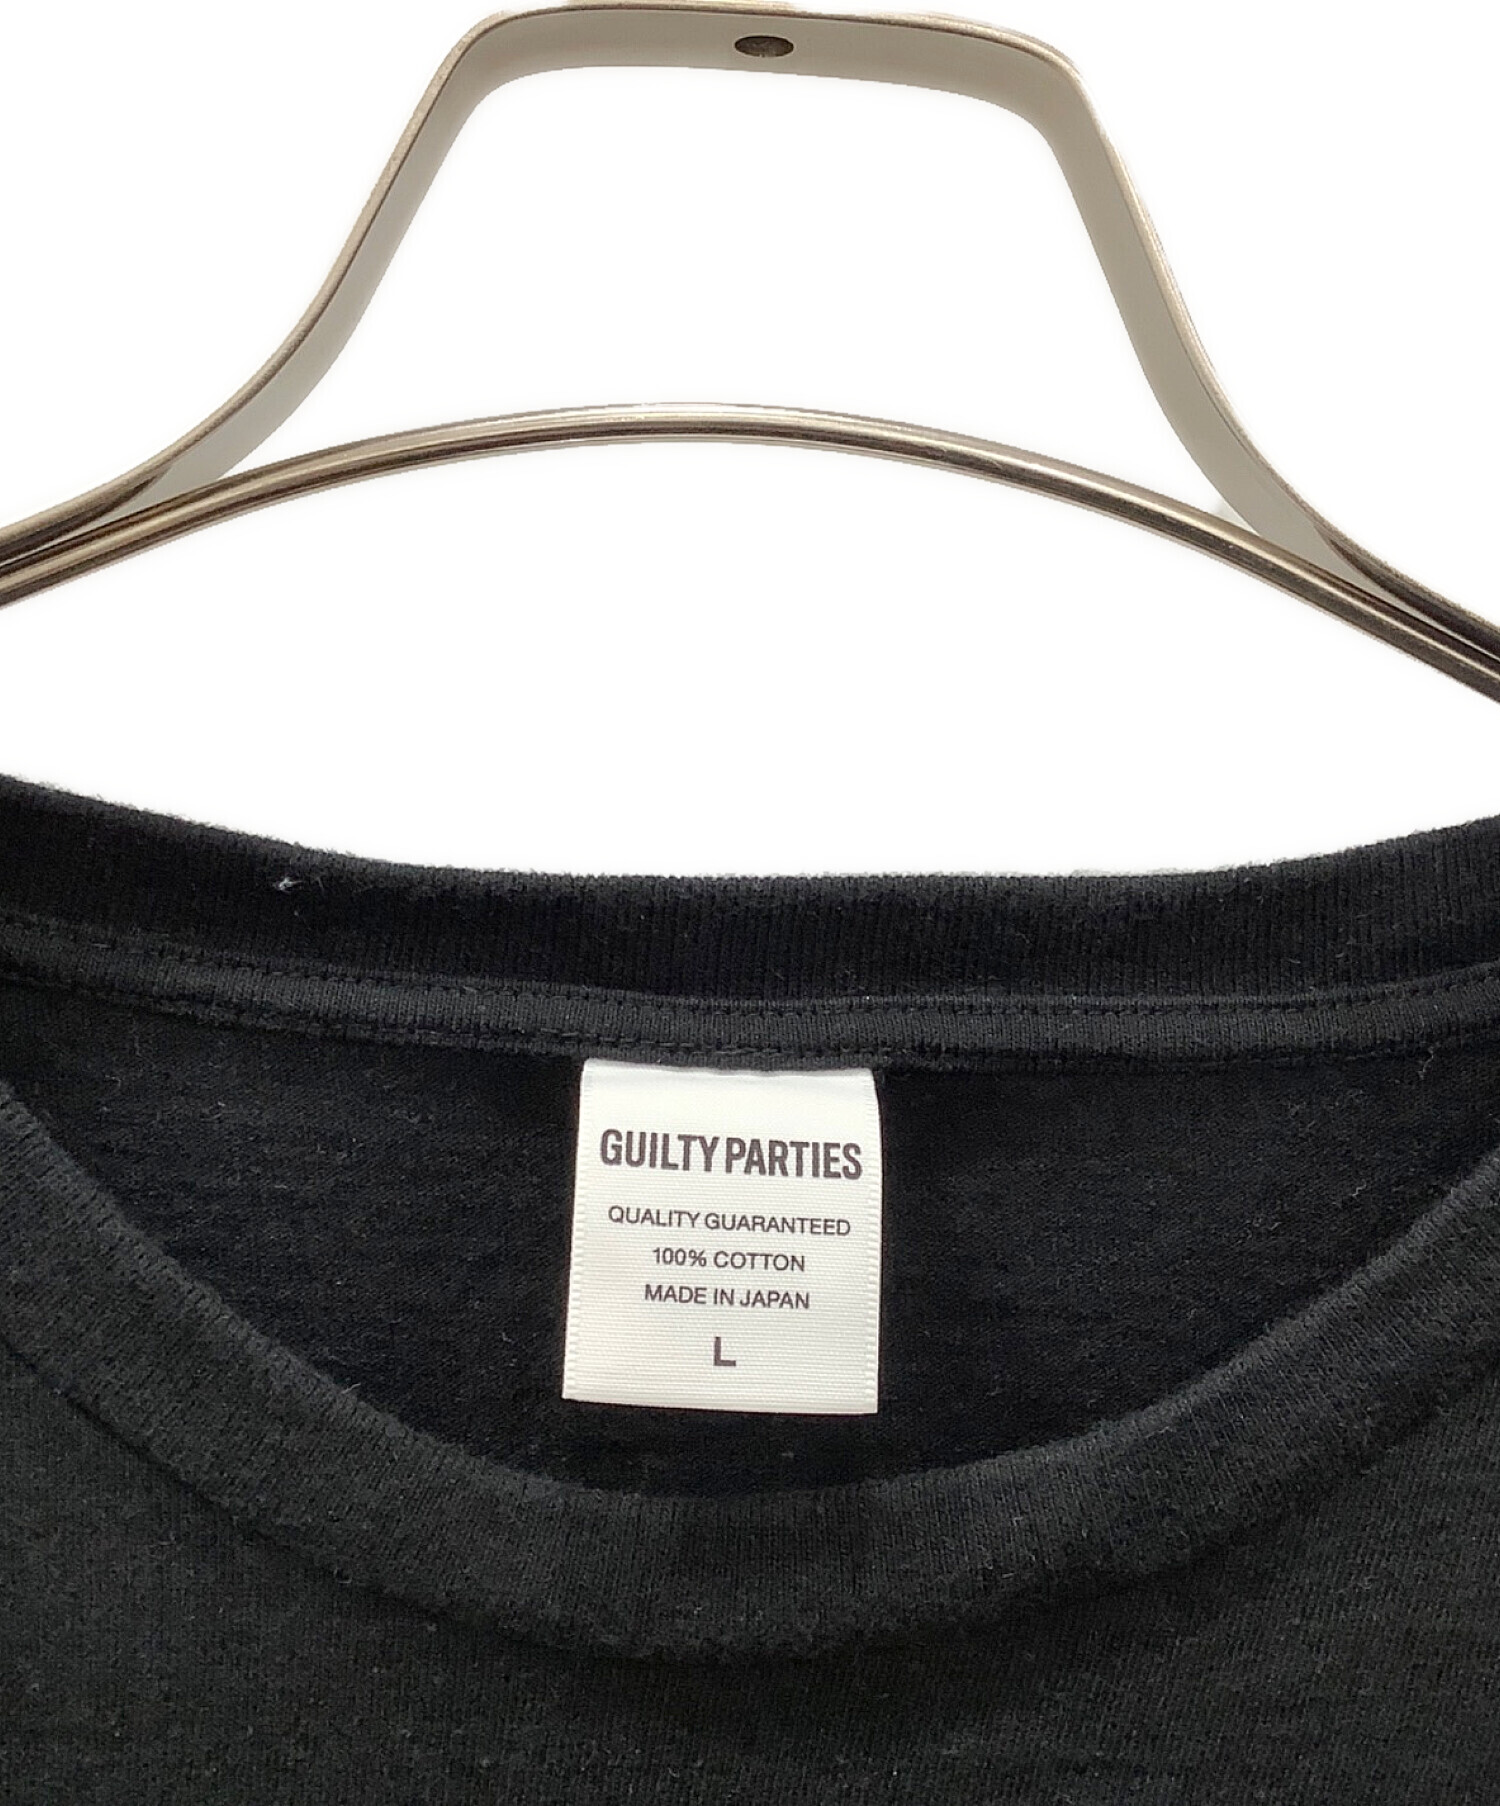 GUILTY PARTIES
QUALITY GUARANTEED
100% COTTON
MADE IN JAPAN
L